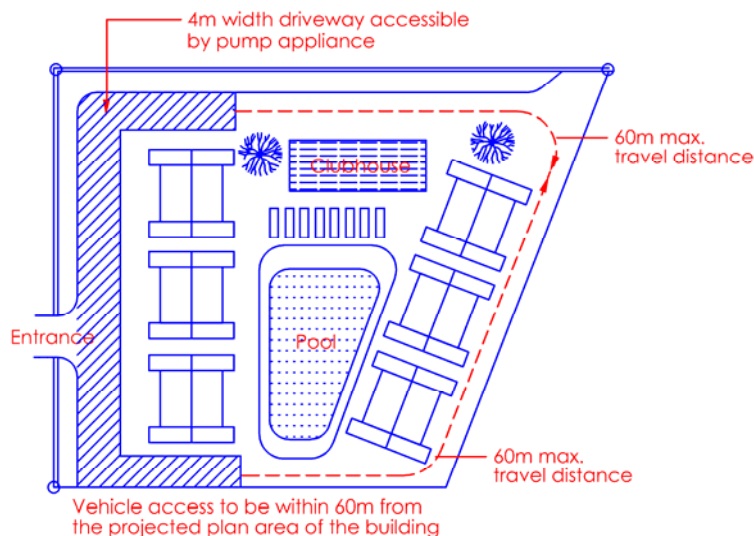 4m width driveway accessible
by pump appliance
60m max.
travel distance
Clubhouse
Entrance
Pool
60m max.
travel distance
Vehicle access to be within 60m from
the projected plan area of the building